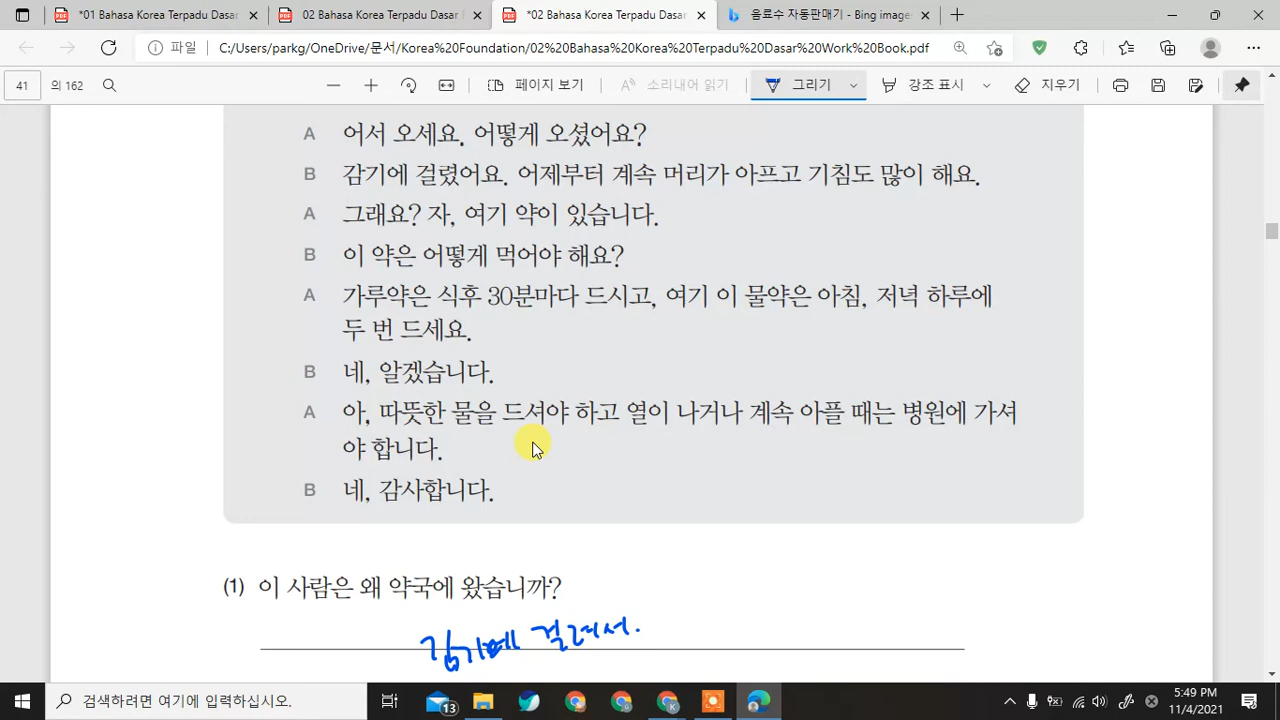 *01 Bahasa Korea Terpadu Dasar
02 Bahasa Korea Terpadu Dasar
*02 Bahasa Korea Terpadu Dasar
음료수 자동판매기 - Bing image
파일
C:/Users/parkg/OneDrive/문서/Korea%20Foundation/02%20Bahasa%20Korea%20Terpadu%20Dasar%20Work%20Book.pdf
41 의 162
페이지 보기
소리내어 읽기
그리기
강조 표시
지우기
A 어서 오세요. 어떻게 오셨어요?
B 감기에 걸렸어요. 어제부터 계속 머리가 아프고 기침도 많이 해요.
A 그래요? 자, 여기 약이 있습니다.
B 이 약은 어떻게 먹어야 해요?
A 가루약은 식후 30분마다 드시고, 여기 이 물약은 아침, 저녁 하루에
두 번 드세요.
B 네, 알겠습니다.
A 아, 따뜻한 물을 드셔야 하고 열이 나거나 계속 아플 때는 병원에 가셔
야 합니다.
B 네, 감사합니다.
(1) 이 사람은 왜 약국에 왔습니까?
감기에 걸려서.
검색하려면 여기에 입력하십시오.
13
5:49 PM
11/4/2021